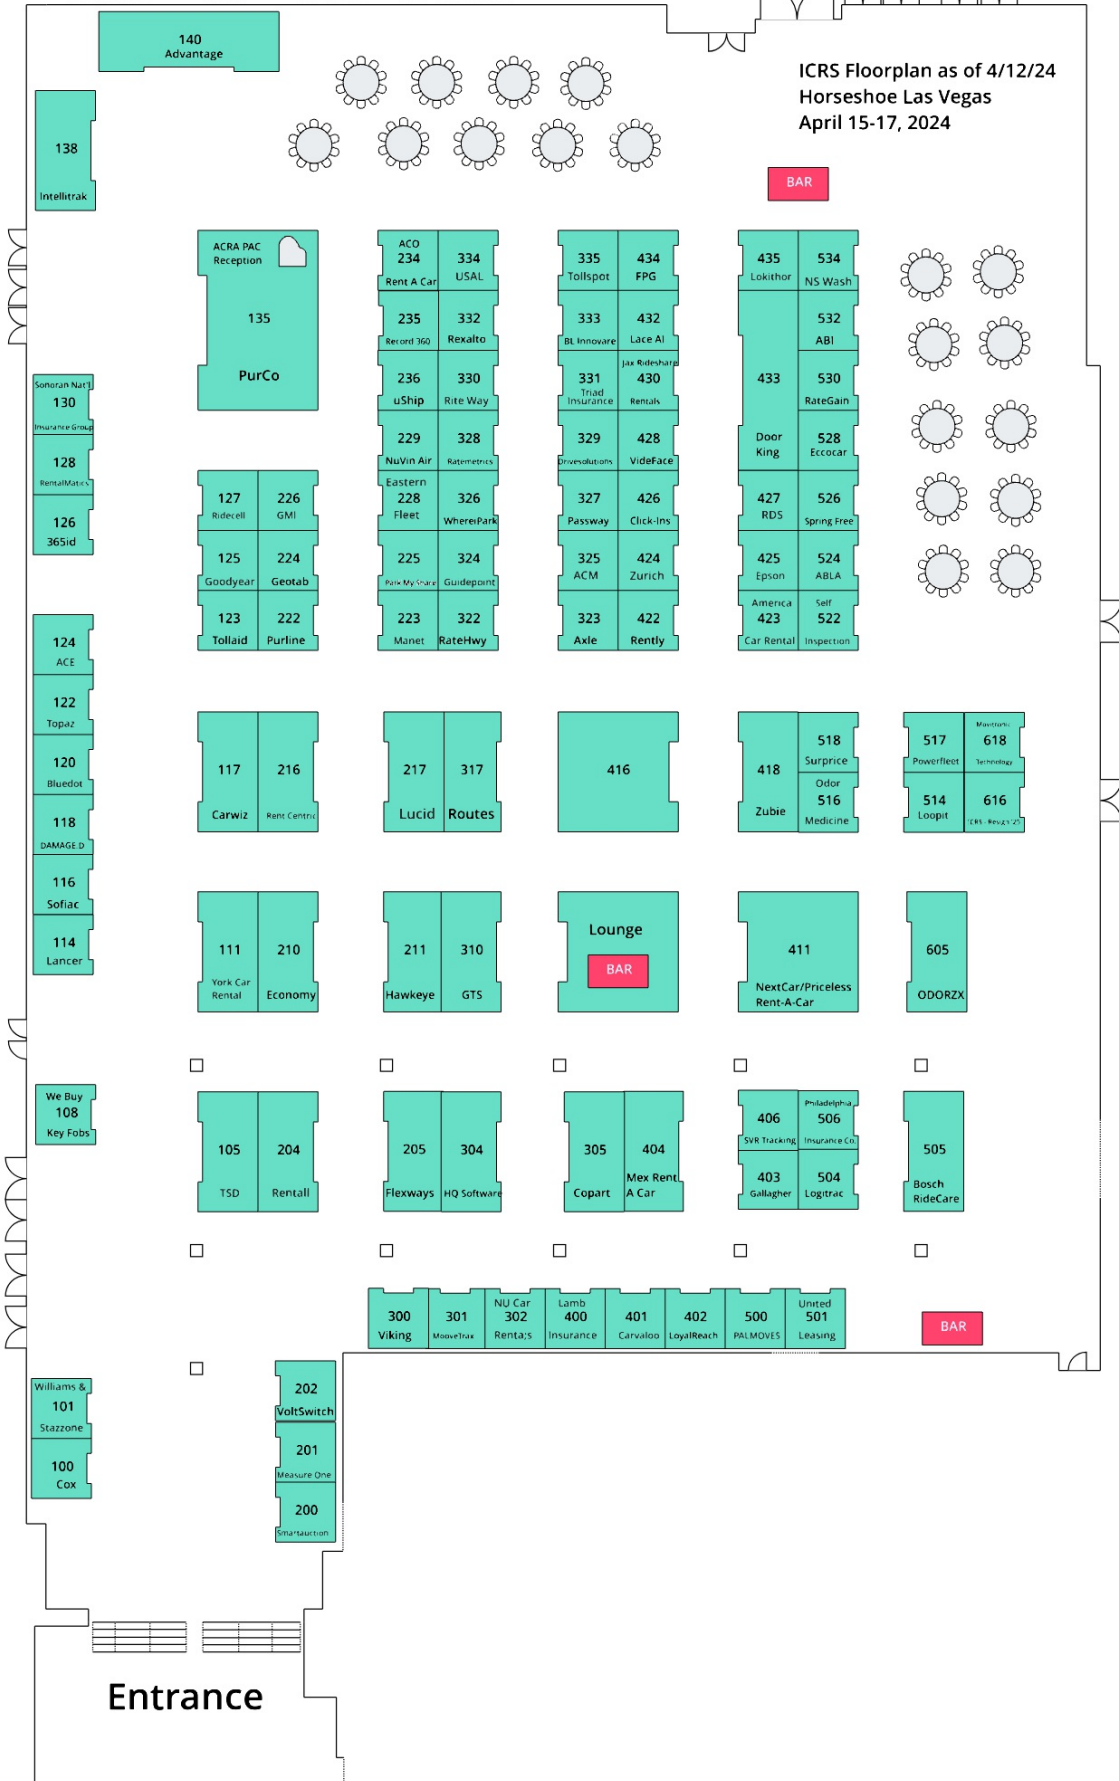 140
Advantage
ICRS Floorplan as of 4/12/24
Horseshoe Las Vegas
April 15-17, 2024
138
Intellitrak
BAR
ACRA PAC
Reception
135
PurCo
ACO
234
Rent A Car
334
USAL
335
Tollspot
434
FPG
435
Lokithor
534
NS Wash
235
Record 360
332
Rexalto
333
BL Innovare
432
Lace AI
532
ABI
Sonoran Nat'l
130
Insurance Group
236
uShip
330
Rite Way
331
Triad
Insurance
Jax Rideshare
430
Rentals
433
Door
King
530
RateGain
128
RentalMatics
229
NuVin Air
328
Ratemetrics
329
Drivesolutions
428
VideFace
528
Eccocar
126
365id
127
Ridecell
226
GMI
Eastern
228
Fleet
326
WhereiPark
327
Passway
426
Click-Ins
427
RDS
526
Spring Free
125
Goodyear
224
Geotab
225
Park My Share
324
Guidepoint
325
ACM
424
Zurich
425
Epson
524
ABLA
123
Tollaid
222
Purline
223
Manet
322
RateHwy
323
Axle
422
Rently
America
423
Car Rental
Self
522
Inspection
124
ACE
122
Topaz
120
Bluedot
118
DAMAGE.D
116
Sofiac
114
Lancer
117
Carwiz
216
Rent Centric
217
Lucid
317
Routes
416
418
Zubie
518
Surprice
Odor
516
Medicine
517
Powerfleet
618
Technology
514
Loopit
616
111
York Car
Rental
210
Economy
211
Hawkeye
310
GTS
Lounge
BAR
411
NextCar/Priceless
Rent-A-Car
605
ODORZX
We Buy
108
Key Fobs
105
TSD
204
Rentall
205
Flexways
304
HQ Software
305
Copart
404
Mex Rent
A Car
406
SVR Tracking
Philadelphia
506
Insurance Co.
403
Gallagher
504
Logitrac
505
Bosch
RideCare
300
Viking
301
MooveTrax
NU Car
302
Renta;s
Lamb
400
Insurance
401
Carvaloo
402
LoyalReach
500
PALMOVES
United
501
Leasing
BAR
Williams &
101
Stazzone
100
Cox
202
VoltSwitch
201
Measure One
200
Smartauction
Entrance